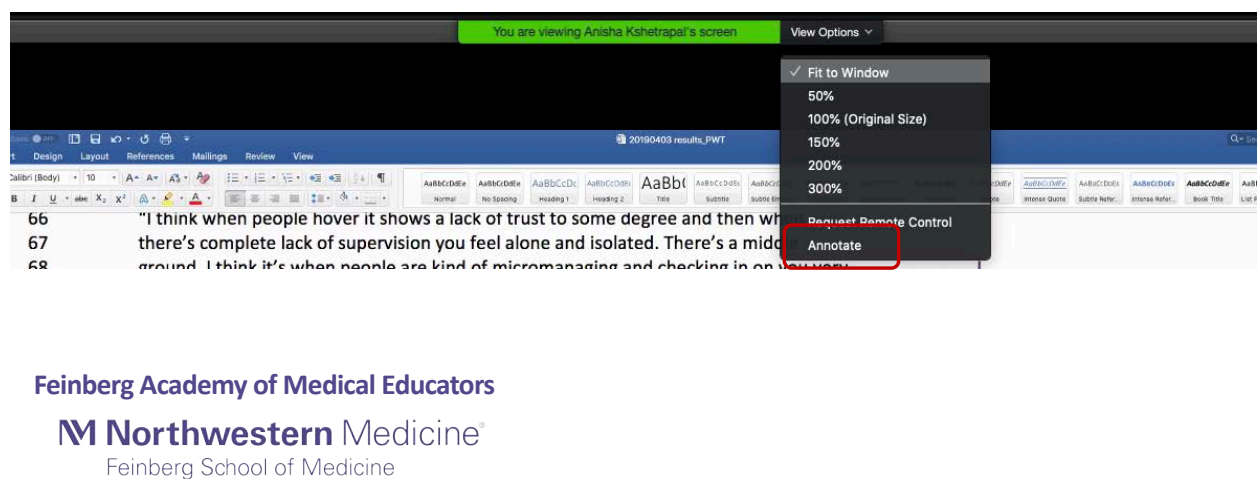 You are viewing Anisha Kshetrapal's screen View Options
Fit to Window
50%
100% (Original Size)
150%
200%
300%
Request Remote Control
Annotate
20190403 results_PWT
Design Layout References Mailings Review View
Calibri (Body) 10
AaBbCcDdEe AaBbCcDdEe AaBbCcDc AaBbCcDdEe AaBb( AaBbCcDdEe
Normal No Spacing Heading 1 Heading 2 Title Subtitle Intense Quote Subtle Refer... Intense Refer... Book Title
66 "I think when people hover it shows a lack of trust to some degree and then
67 there's complete lack of supervision you feel alone and isolated. There's a
68 ground. I think it's when people are kind of micromanaging and checking in on you very
Feinberg Academy of Medical Educators
NM Northwestern Medicine®
Feinberg School of Medicine